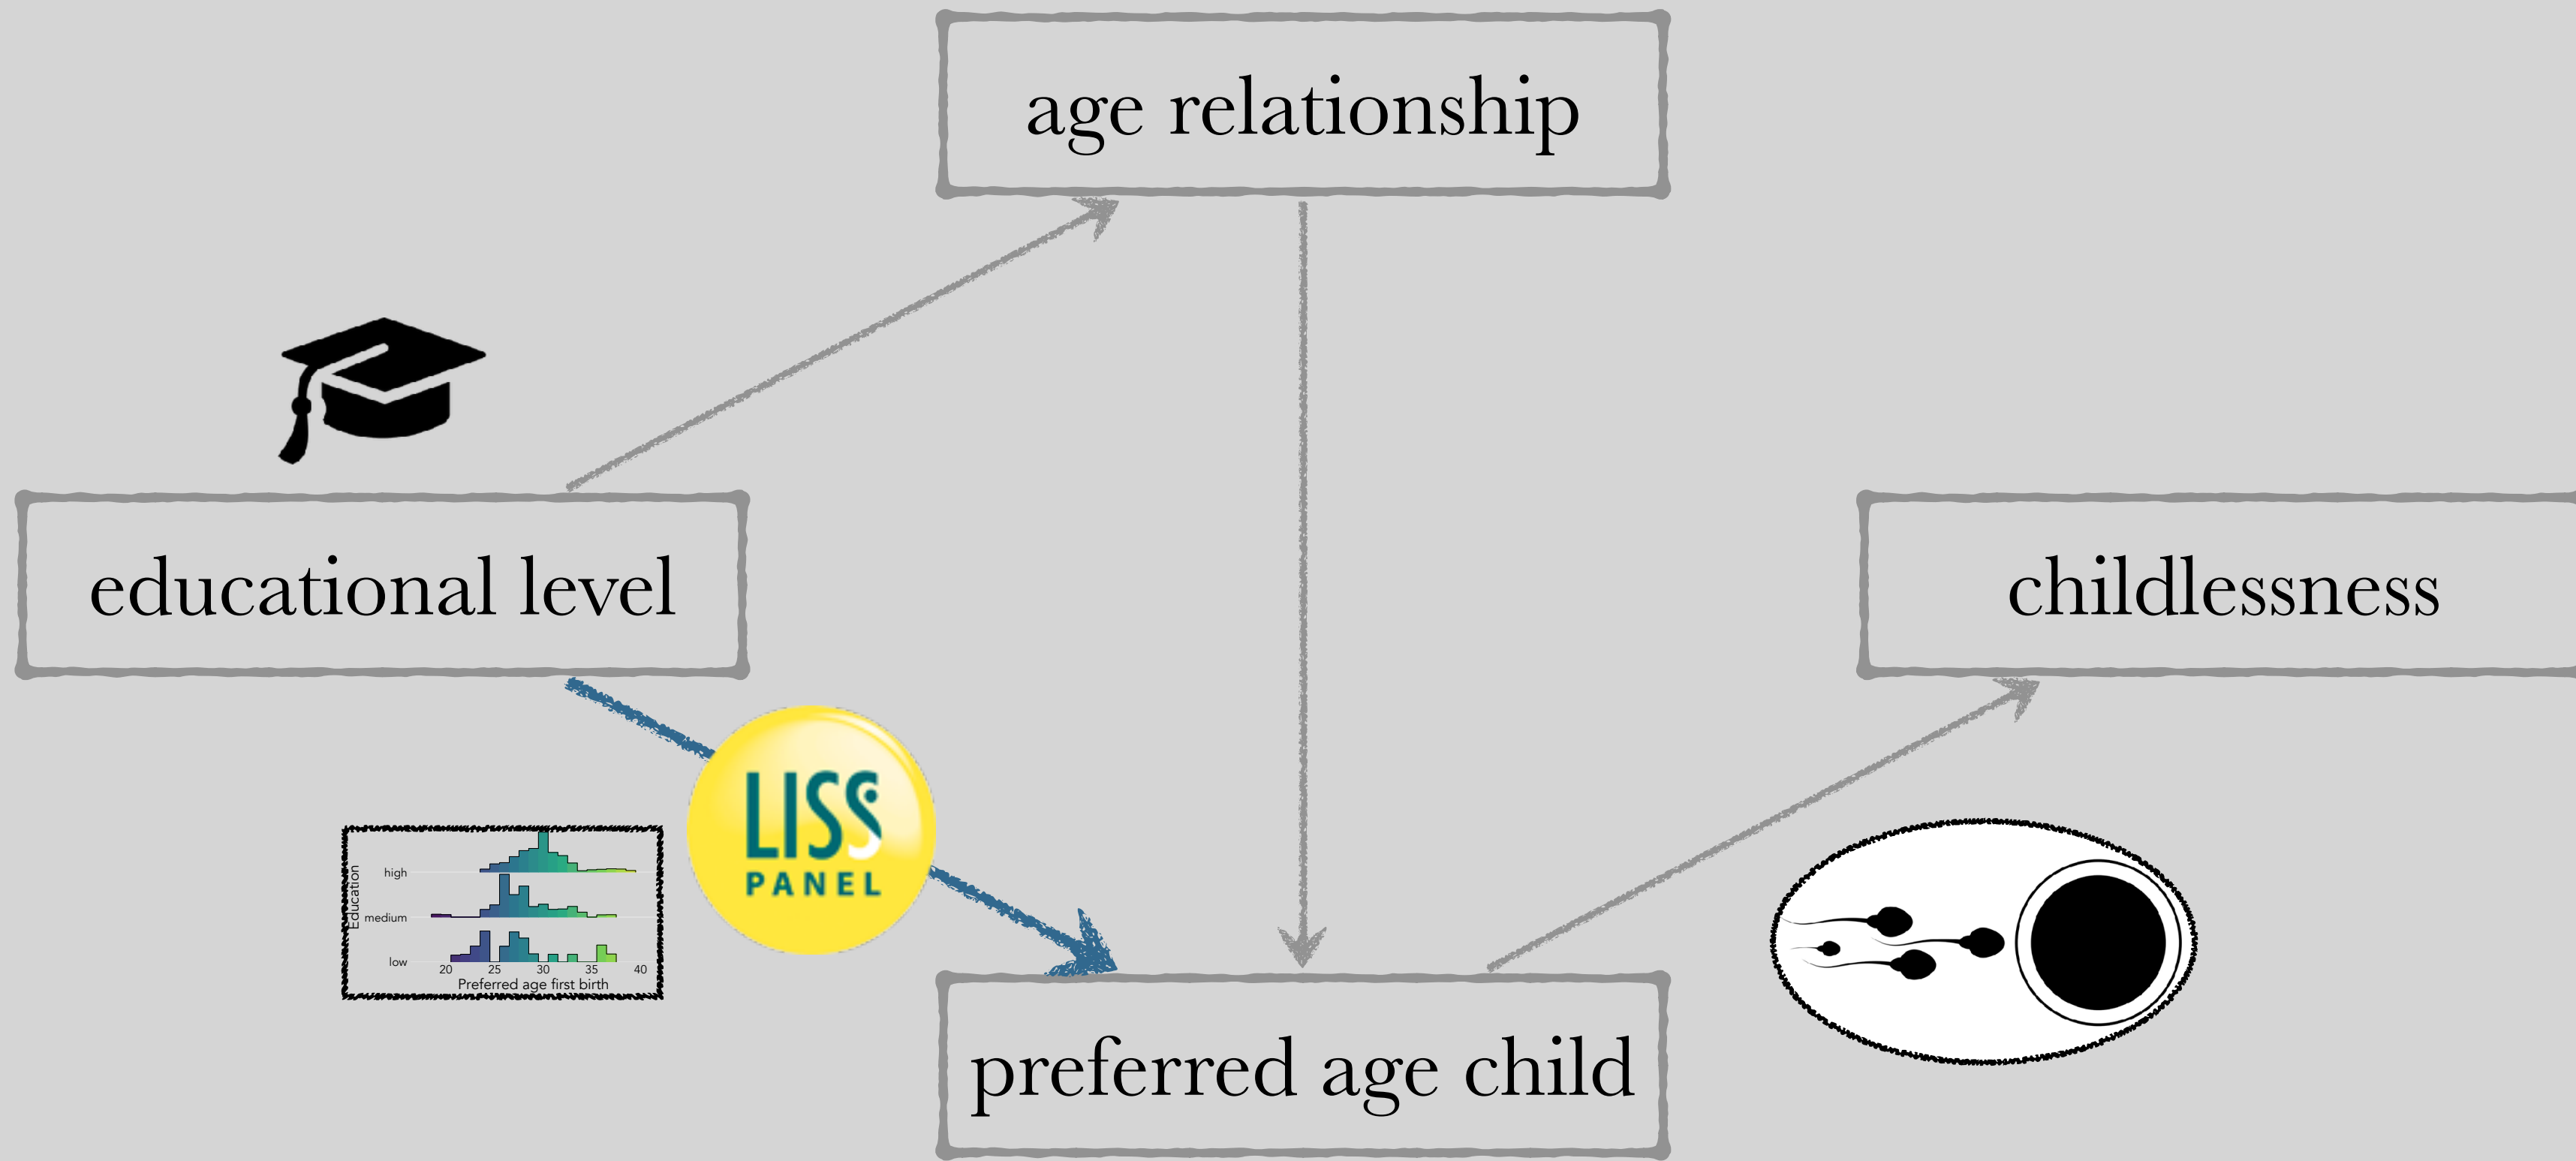 age relationship
educational level
childlessness
LISS
PANEL
Education
high
medium
low
20 25 30 35 40
Preferred age first birth
preferred age child